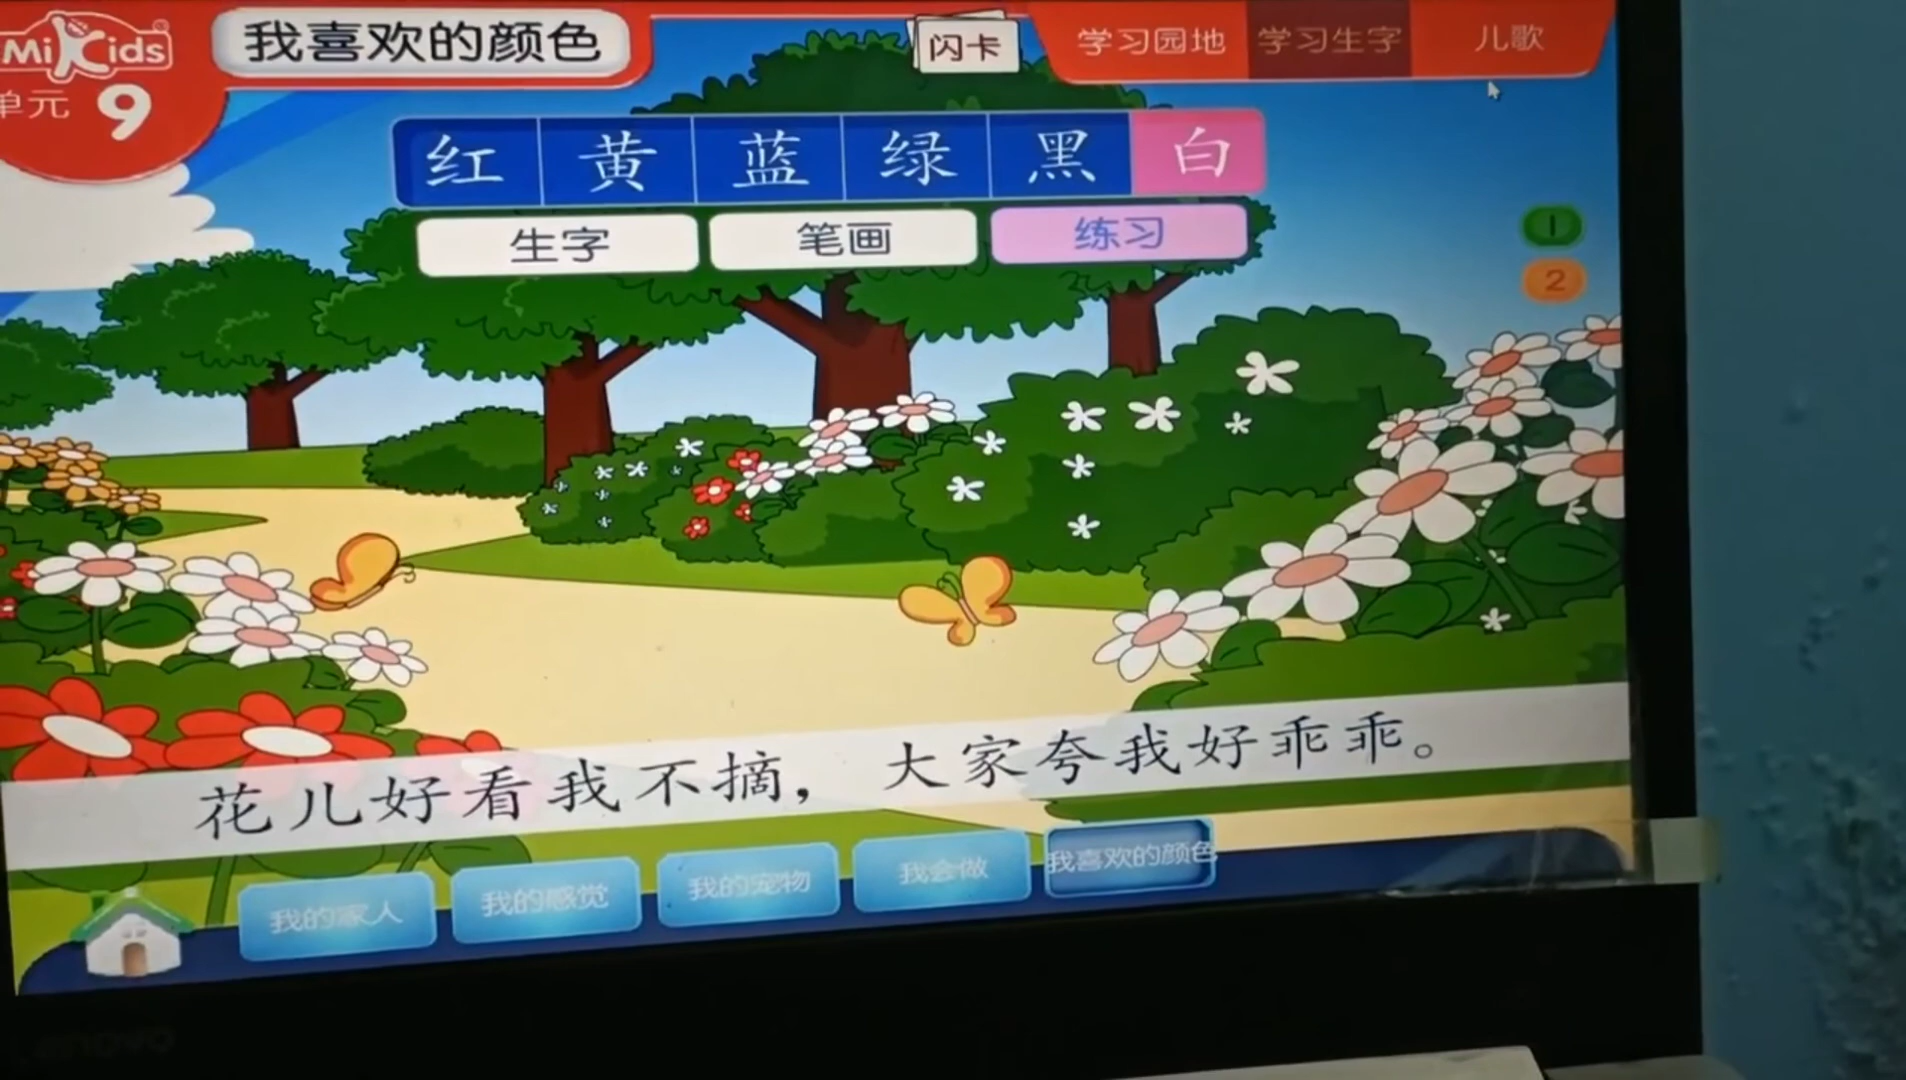 MiKids
我喜欢的颜色
闪卡
学习园地
学习生字
儿歌
单元 9
红 黄 蓝 绿 黑 白
生字 笔画 练习
1
2
花儿好看我不摘，大家夸我好乖乖。
我的家人 我的感觉 我的宠物 我会做 我喜欢的颜色
lenovo